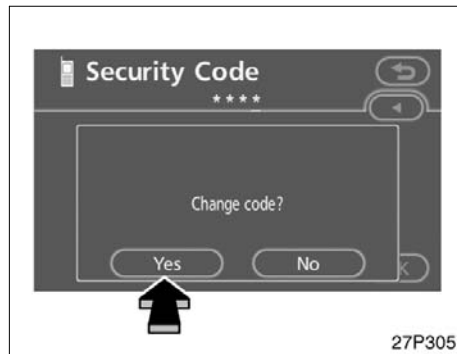 Security Code
****
Change code?
Yes
No
27P305